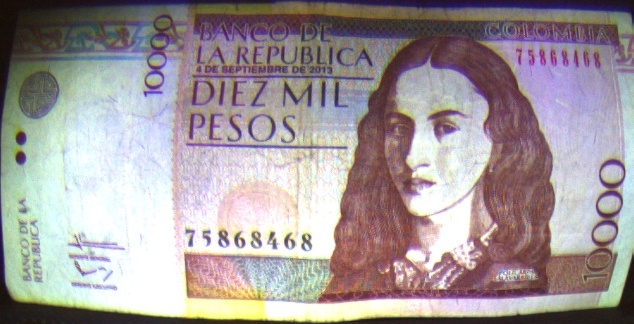 10000
BANCO DE
LA REPUBLICA
4 DE SEPTIEMBRE DE 2013
DIEZ MIL
PESOS
COLOMBIA
75868468
75868468
10000
BANCO DE LA
REPUBLICA